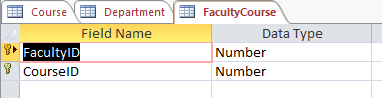 Course Department FacultyCourse
Field Name Data Type
FacultyID Number
CourseID Number